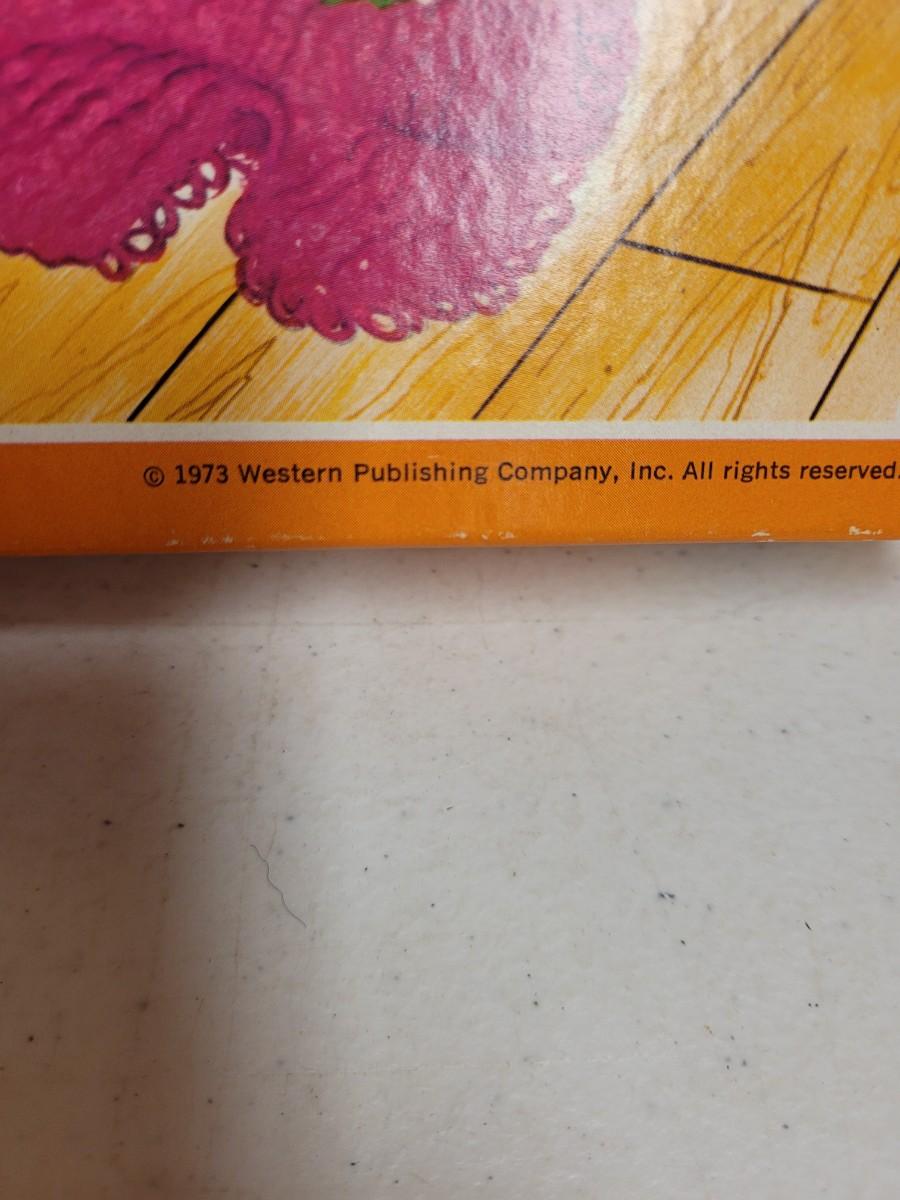 © 1973 Western Publishing Company, Inc. All rights reserved.